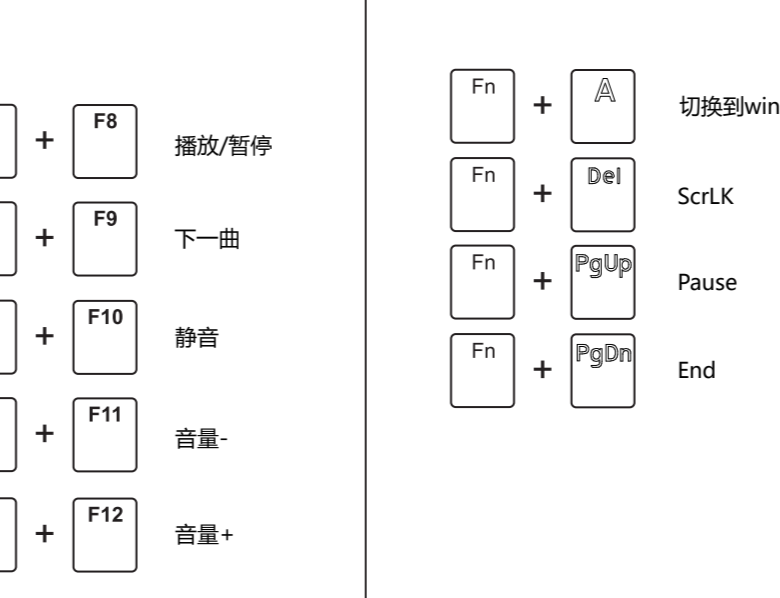 + F8 播放/暂停
+ F9 下一曲
+ F10 静音
+ F11 音量-
+ F12 音量+
Fn + A 切换到win
Fn + Del ScrLK
Fn + PgUp Pause
Fn + PgDn End